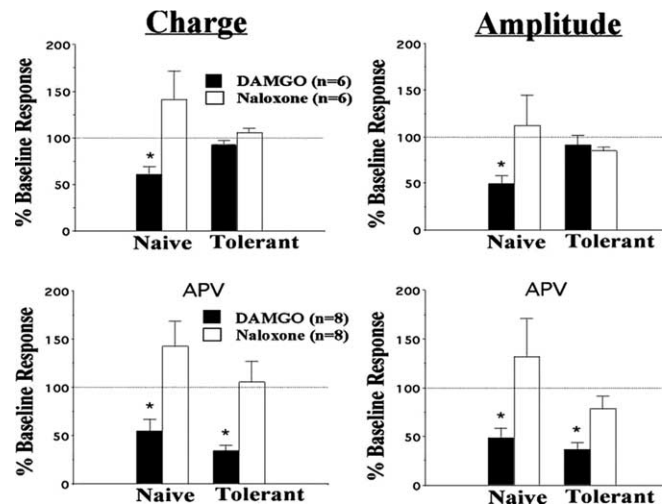 Charge
Amplitude
% Baseline Response
200
150
100
50
0
*
DAMGO (n=6)
Naloxone (n=6)
Naive Tolerant
% Baseline Response
200
150
100
50
0
*
Naive Tolerant
APV
% Baseline Response
200
150
100
50
0
*
*
DAMGO (n=8)
Naloxone (n=8)
Naive Tolerant
APV
% Baseline Response
200
150
100
50
0
*
*
Naive Tolerant